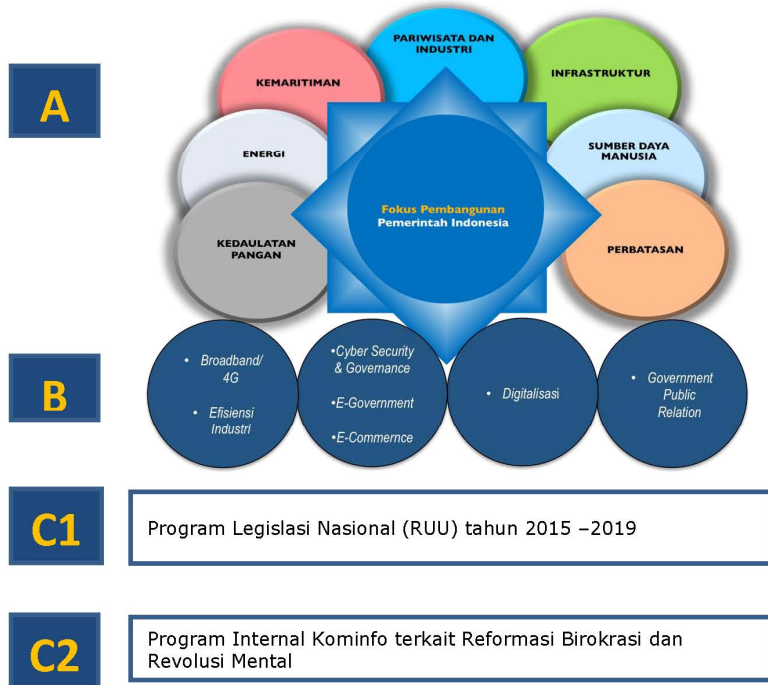 A
PARIWISATA DAN
INDUSTRI
KEMARITIMAN
INFRASTRUKTUR
ENERGI
SUMBER DAYA
MANUSIA
Fokus Pembangunan
Pemerintah Indonesia
KEDAULATAN
PANGAN
PERBATASAN
B
• Broadband/
4G
• Efisiensi
Industri
•Cyber Security
& Governance
•E-Government
•E-Commernce
• Digitalisasi
• Government
Public
Relation
C1
Program Legislasi Nasional (RUU) tahun 2015 –2019
C2
Program Internal Kominfo terkait Reformasi Birokrasi dan
Revolusi Mental